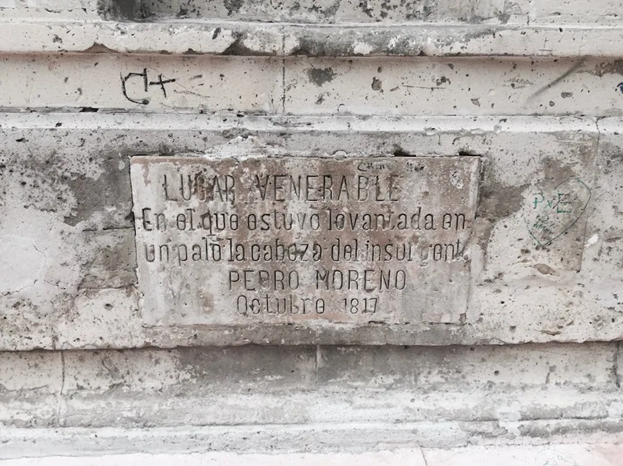 C+
LUGAR VENERABLE
En el que estuvo levantada en
un palo la cabeza del insurgent
PEDRO MORENO
Octubre 1817
P y E